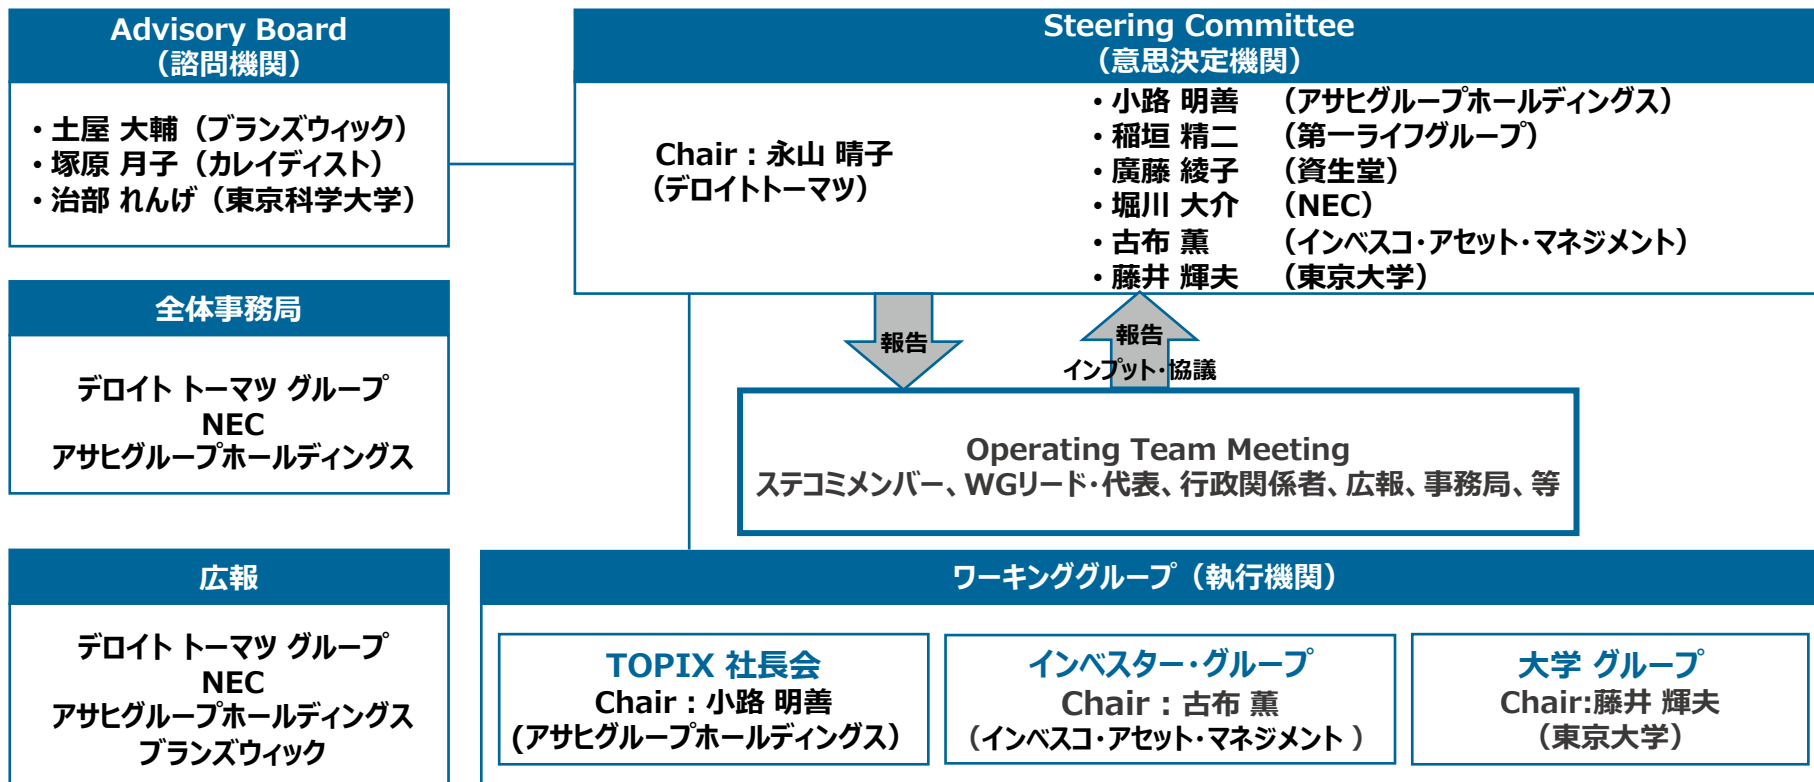 Advisory Board
（諮問機関）
・土屋 大輔（ブランズウィック）
・塚原 月子（カレイディスト）
・治部 れんげ（東京科学大学）
Steering Committee
（意思決定機関）
Chair：永山 晴子
（デロイトトーマツ）
・小路 明善 （アサヒグループホールディングス）
・稲垣 精二 （第一ライフグループ）
・廣藤 綾子 （資生堂）
・堀川 大介 （NEC）
・古布 薫 （インベスコ・アセット・マネジメント）
・藤井 輝夫 （東京大学）
全体事務局
デロイト トーマツ グループ
NEC
アサヒグループホールディングス
報告
報告
インプット・協議
Operating Team Meeting
ステコミメンバー、WGリード・代表、行政関係者、広報、事務局、等
広報
デロイト トーマツ グループ
NEC
アサヒグループホールディングス
ブランズウィック
ワーキンググループ（執行機関）
TOPIX 社長会
Chair：小路 明善
(アサヒグループホールディングス）
インベスター・グループ
Chair：古布 薫
（インベスコ・アセット・マネジメント ）
大学 グループ
Chair:藤井 輝夫
（東京大学）